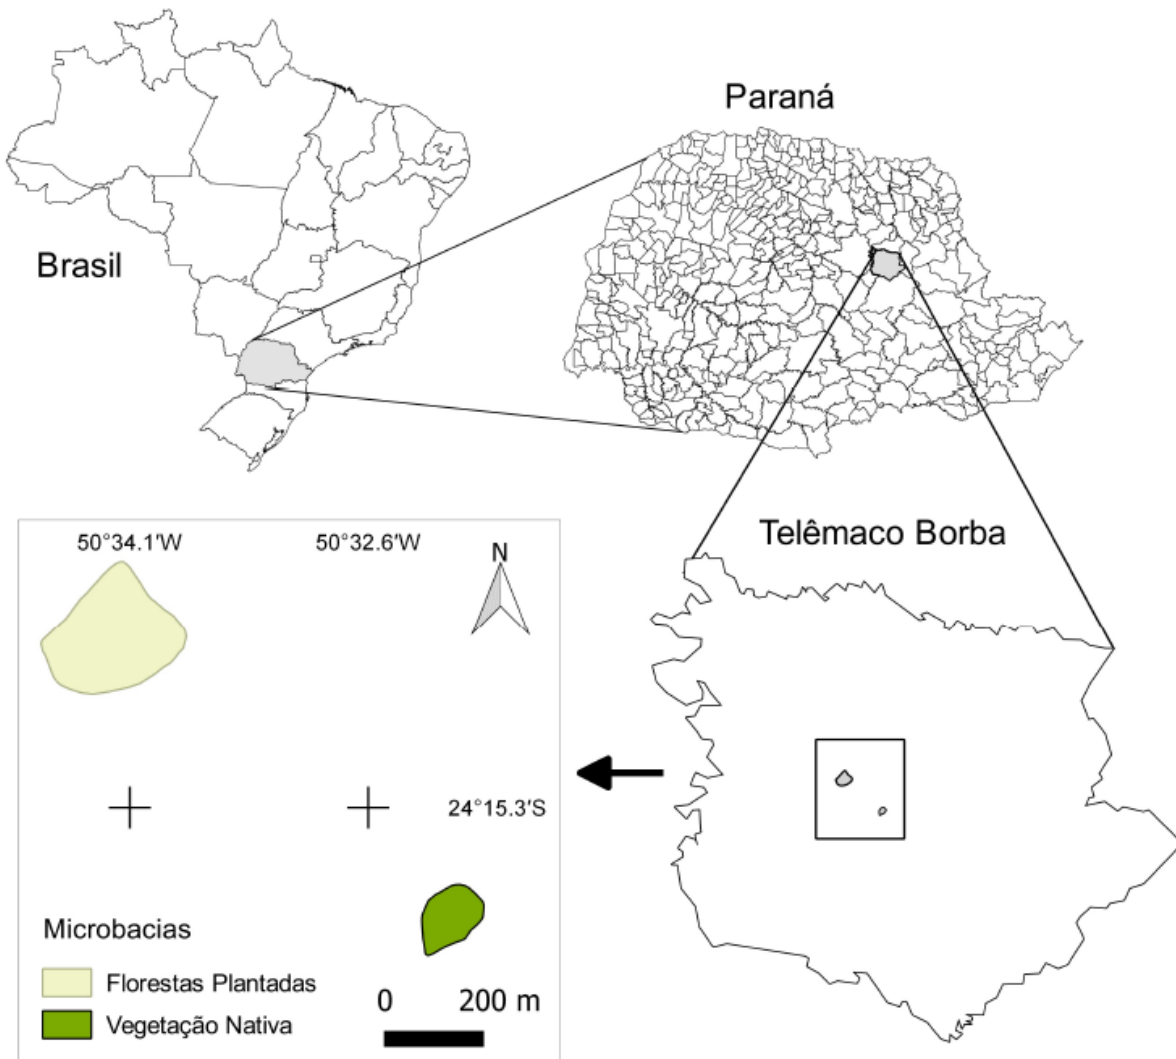 Paraná
Brasil
Telêmaco Borba
50°34.1'W
50°32.6'W
N
24°15.3'S
Microbacias
Florestas Plantadas
Vegetação Nativa
0 200 m